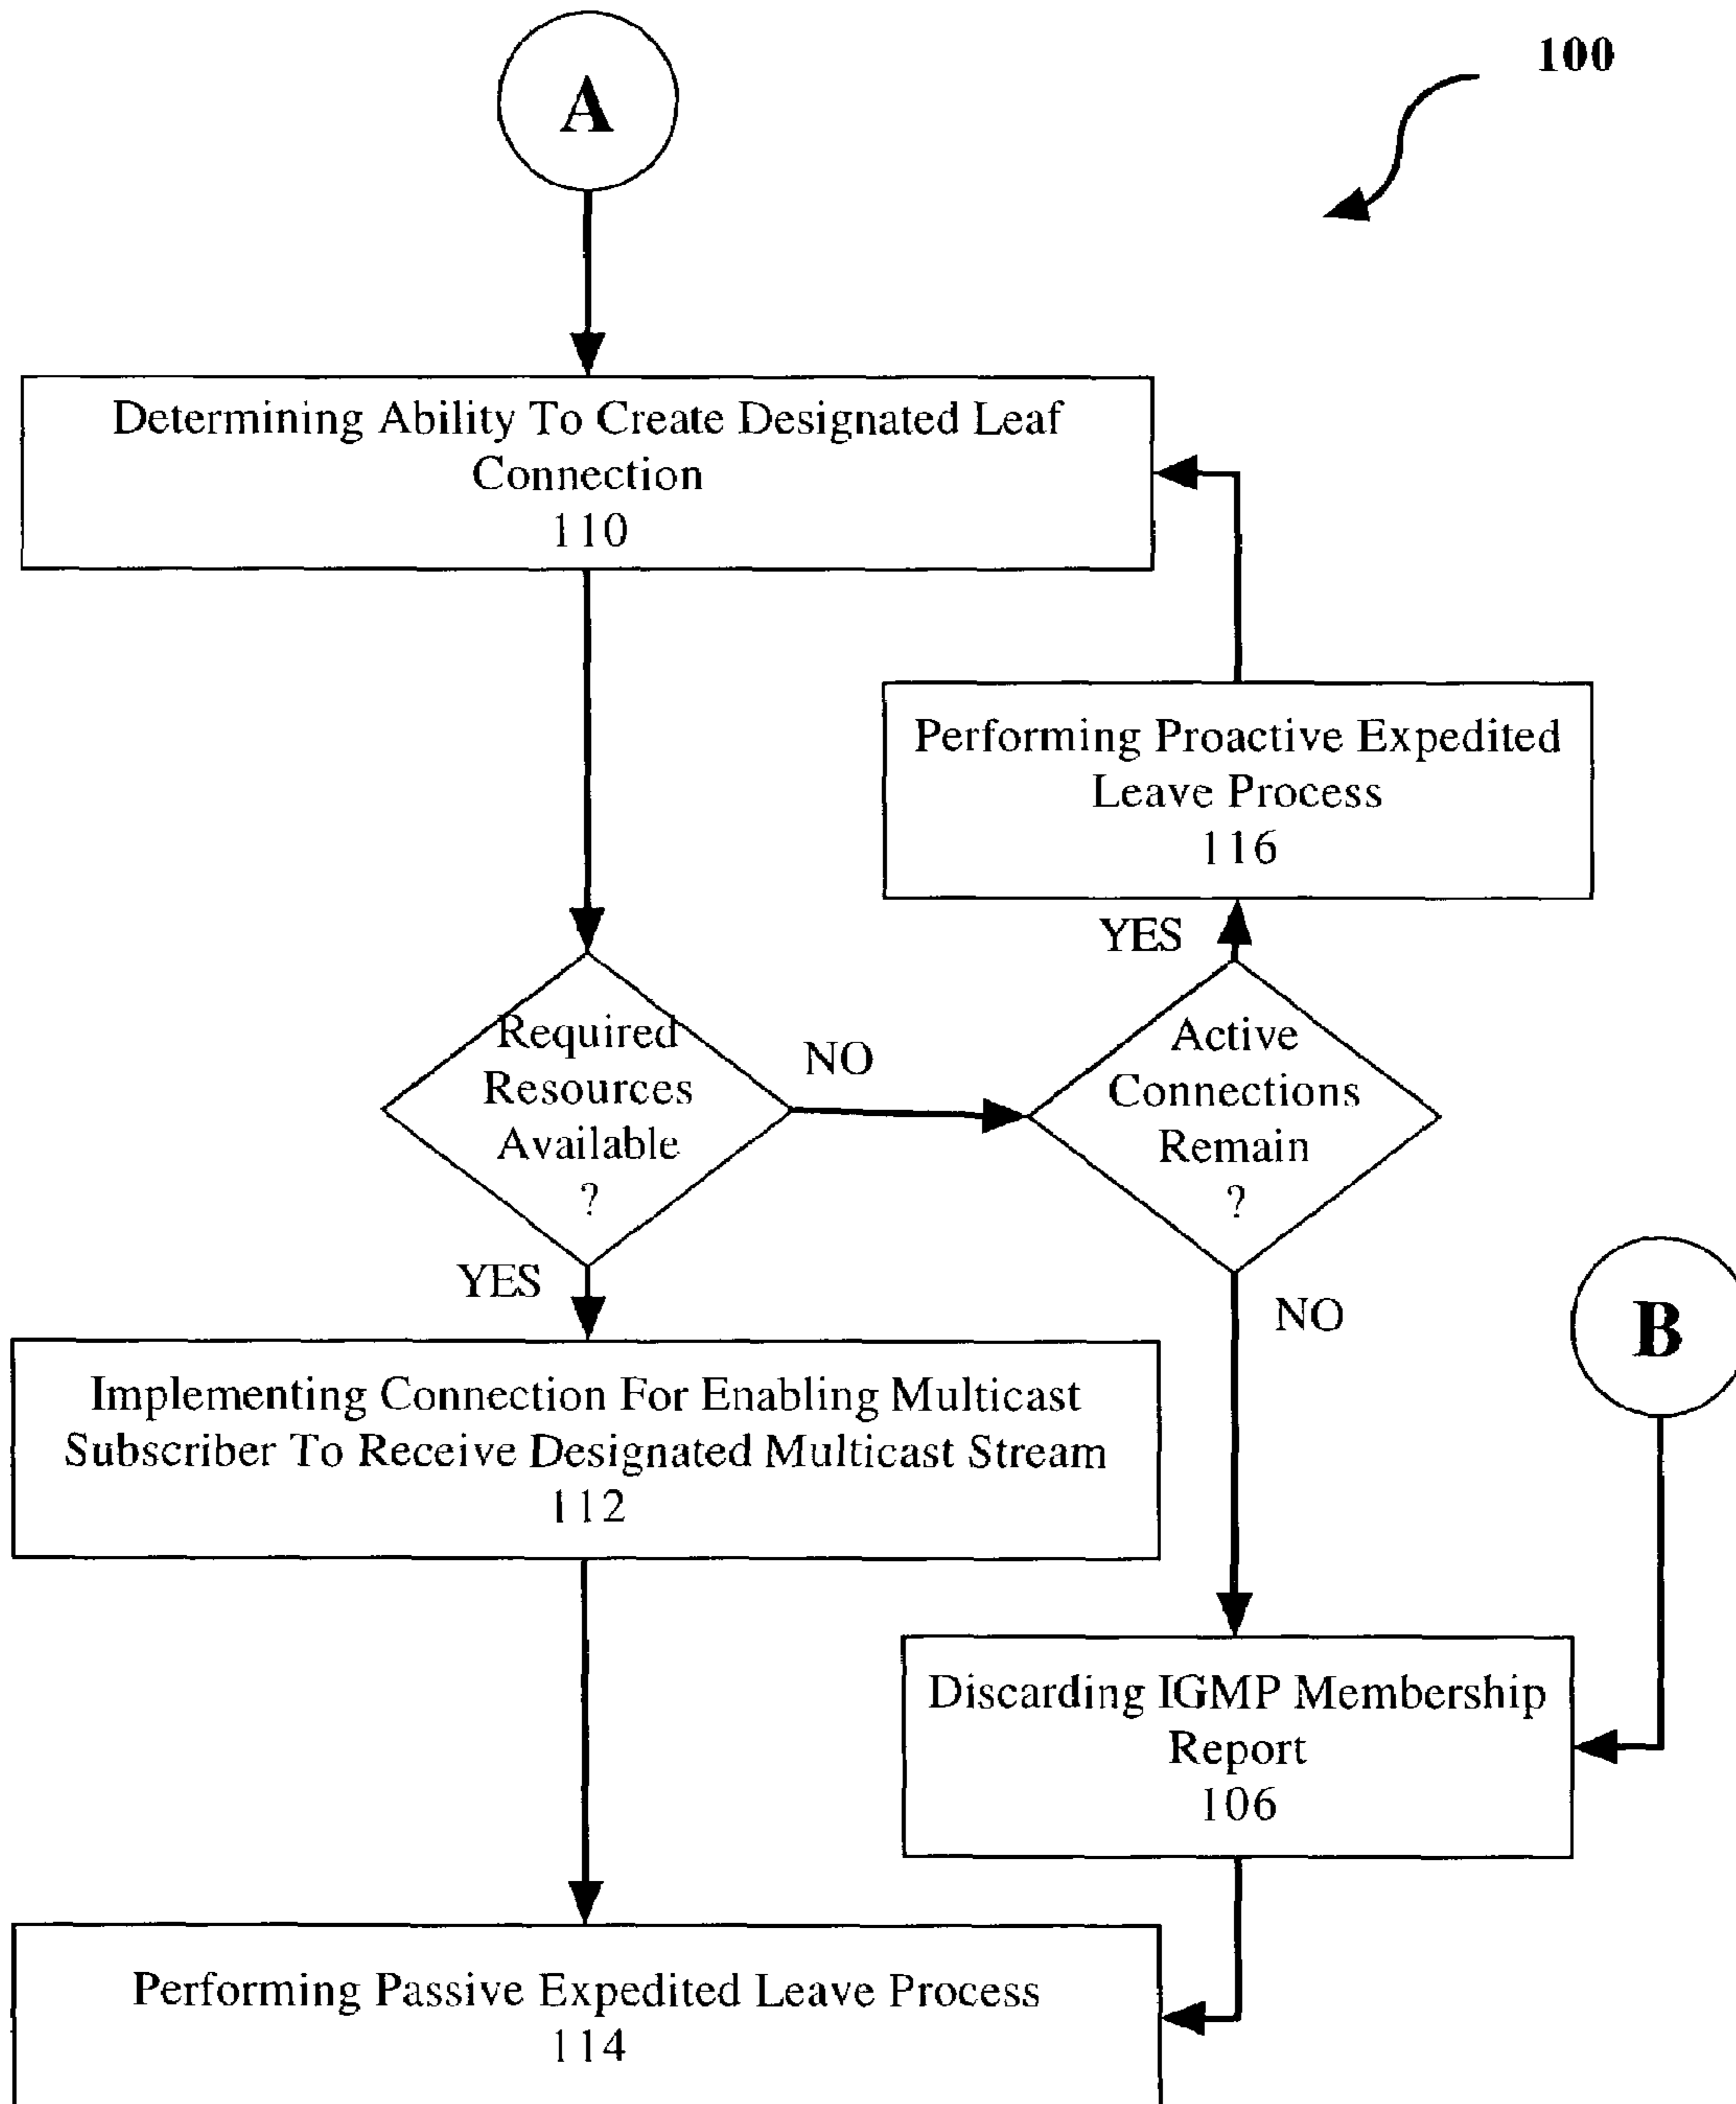 100
A
Determining Ability To Create Designated Leaf
Connection
110
Performing Proactive Expedited
Leave Process
116
YES
Required
Resources
Available
?
NO
Active
Connections
Remain
?
YES
NO
B
Implementing Connection For Enabling Multicast
Subscriber To Receive Designated Multicast Stream
112
Discarding IGMP Membership
Report
106
Performing Passive Expedited Leave Process
114